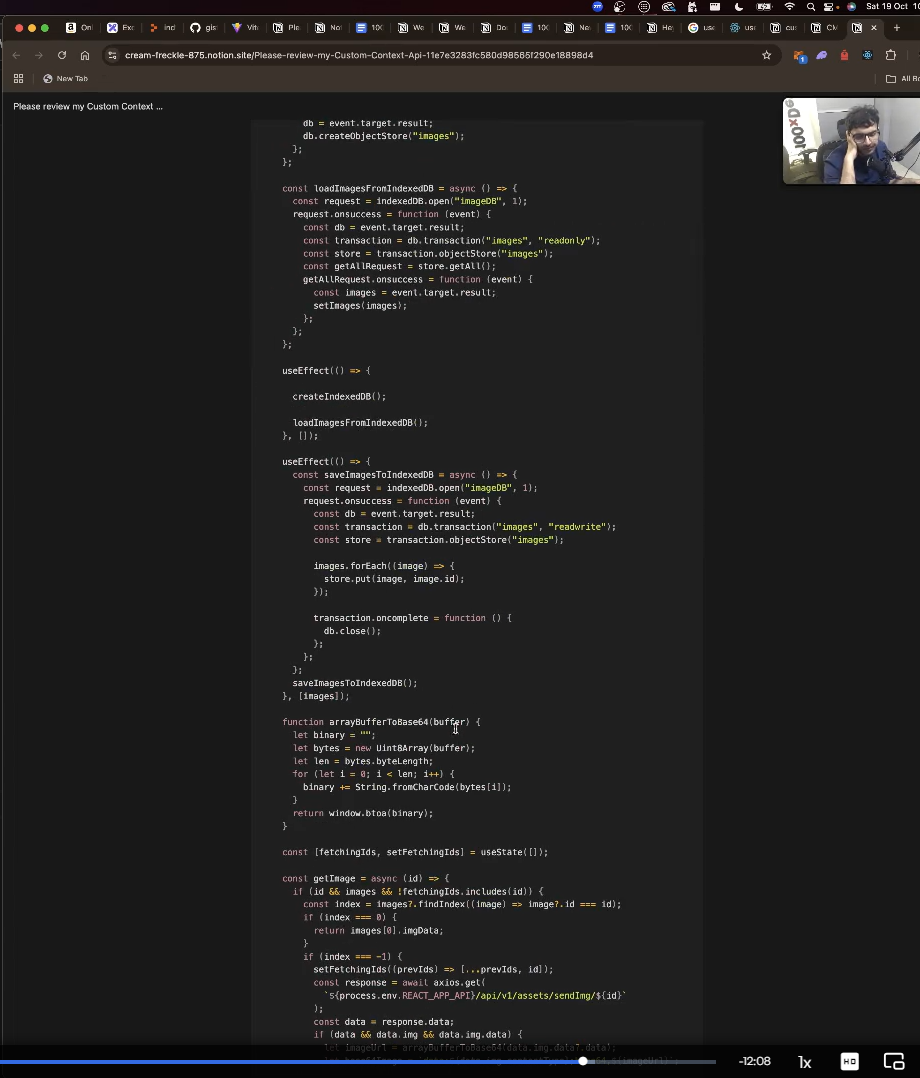 Sat 19 Oct 10
On
Exc
ind
gis
Vit
Ple
Not
10
We
We
Do
10
Ne
10
He
use
use
cu
CM
cream-freckle-875.notion.site/Please-review-my-Custom-Context-Api-11e7e3283fc580d98565f290e18898d4
New Tab
All Bo
Please review my Custom Context ...
db = event.target.result;
db.createObjectStore("images");
};
};
const loadImagesFromIndexedDB = async () => {
const request = indexedDB.open("imageDB", 1);
request.onsuccess = function (event) {
const db = event.target.result;
const transaction = db.transaction("images", "readonly");
const store = transaction.objectStore("images");
const getAllRequest = store.getAll();
getAllRequest.onsuccess = function (event) {
const images = event.target.result;
setImages(images);
};
};
};
useEffect(() => {
createIndexedDB();
loadImagesFromIndexedDB();
}, []);
useEffect(() => {
const saveImagesToIndexedDB = async () => {
const request = indexedDB.open("imageDB", 1);
request.onsuccess = function (event) {
const db = event.target.result;
const transaction = db.transaction("images", "readwrite");
const store = transaction.objectStore("images");
images.forEach((image) => {
store.put(image, image.id);
});
transaction.oncomplete = function () {
db.close();
};
};
};
saveImagesToIndexedDB();
}, [images]);
function arrayBufferToBase64(buffer) {
let binary = "";
let bytes = new Uint8Array(buffer);
let len = bytes.byteLength;
for (let i = 0; i < len; i++) {
binary += String.fromCharCode(bytes[i]);
}
return window.btoa(binary);
}
const [fetchingIds, setFetchingIds] = useState([]);
const getImage = async (id) => {
if (id && images && !fetchingIds.includes(id)) {
const index = images?.findIndex((image) => image?.id === id);
if (index === 0) {
return images[0].imgData;
}
if (index === -1) {
setFetchingIds((prevIds) => [...prevIds, id]);
const response = await axios.get(
`${process.env.REACT_APP_API}/api/v1/assets/sendImg/${id}`
);
const data = response.data;
if (data && data.img && data.img.data) {
let imageUrl = arrayBufferToBase64(data.img.data?.data);
-12:08
1x
HD